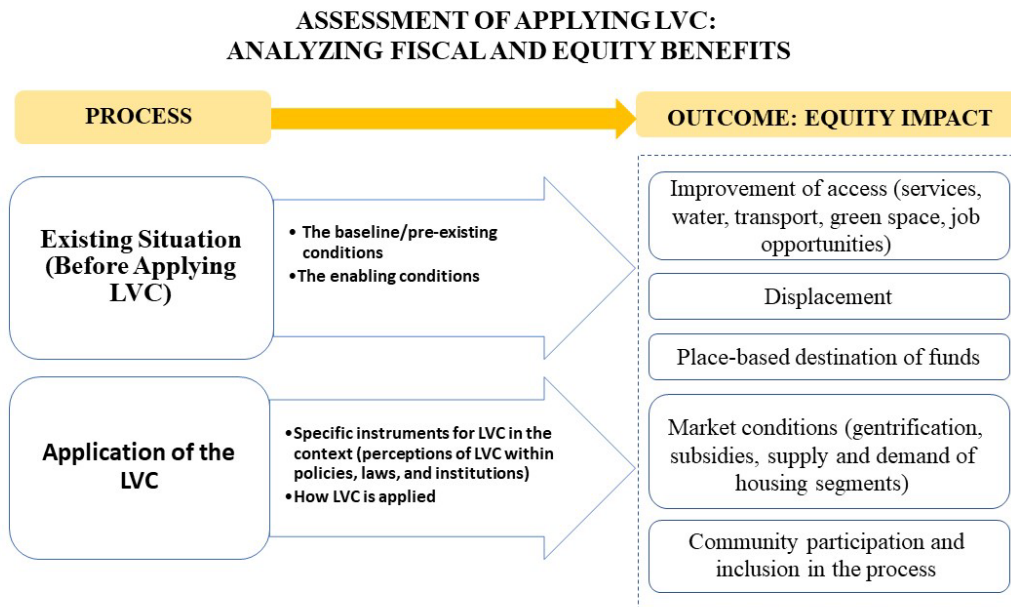 ASSESSMENT OF APPLYING LVC:
ANALYZING FISCAL AND EQUITY BENEFITS
PROCESS
OUTCOME: EQUITY IMPACT
Existing Situation
(Before Applying
LVC)
• The baseline/pre-existing
conditions
•The enabling conditions
Application of the
LVC
•Specific instruments for LVC in the
context (perceptions of LVC within
policies, laws, and institutions)
•How LVC is applied
Improvement of access (services,
water, transport, green space, job
opportunities)
Displacement
Place-based destination of funds
Market conditions (gentrification,
subsidies, supply and demand of
housing segments)
Community participation and
inclusion in the process